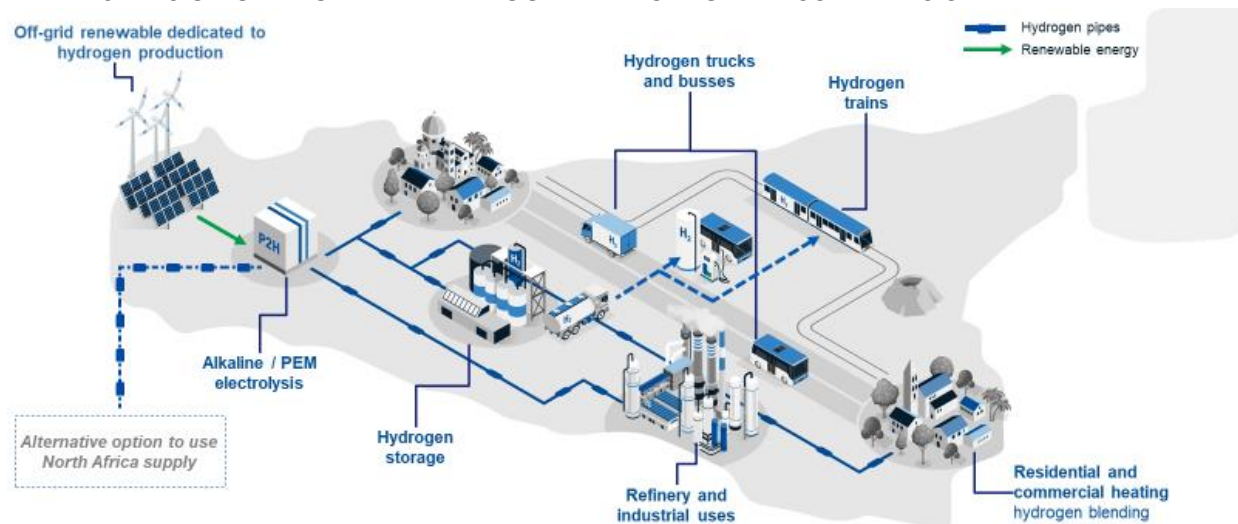 Off-grid renewable dedicated to
hydrogen production
Hydrogen pipes
Renewable energy
Hydrogen trucks
and busses
Hydrogen
trains
P2H
H₂
H₂
H₂
H₂
H₂
Alkaline / PEM
electrolysis
Alternative option to use
North Africa supply
Hydrogen
storage
Refinery and
industrial uses
Residential and
commercial heating
hydrogen blending